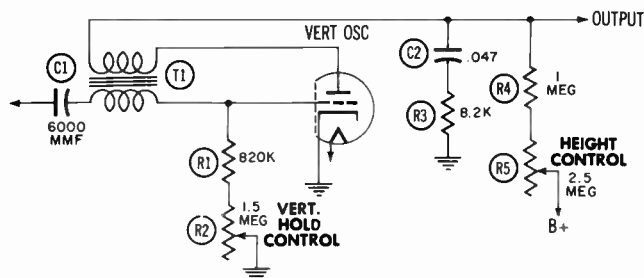 OUTPUT
VERT OSC
C1
T1
6000
MMF
C2
.047
R3
8.2K
R4
1
MEG
R1
820K
R2
1.5
MEG
VERT.
HOLD
CONTROL
HEIGHT
CONTROL
R5
2.5
MEG
B+